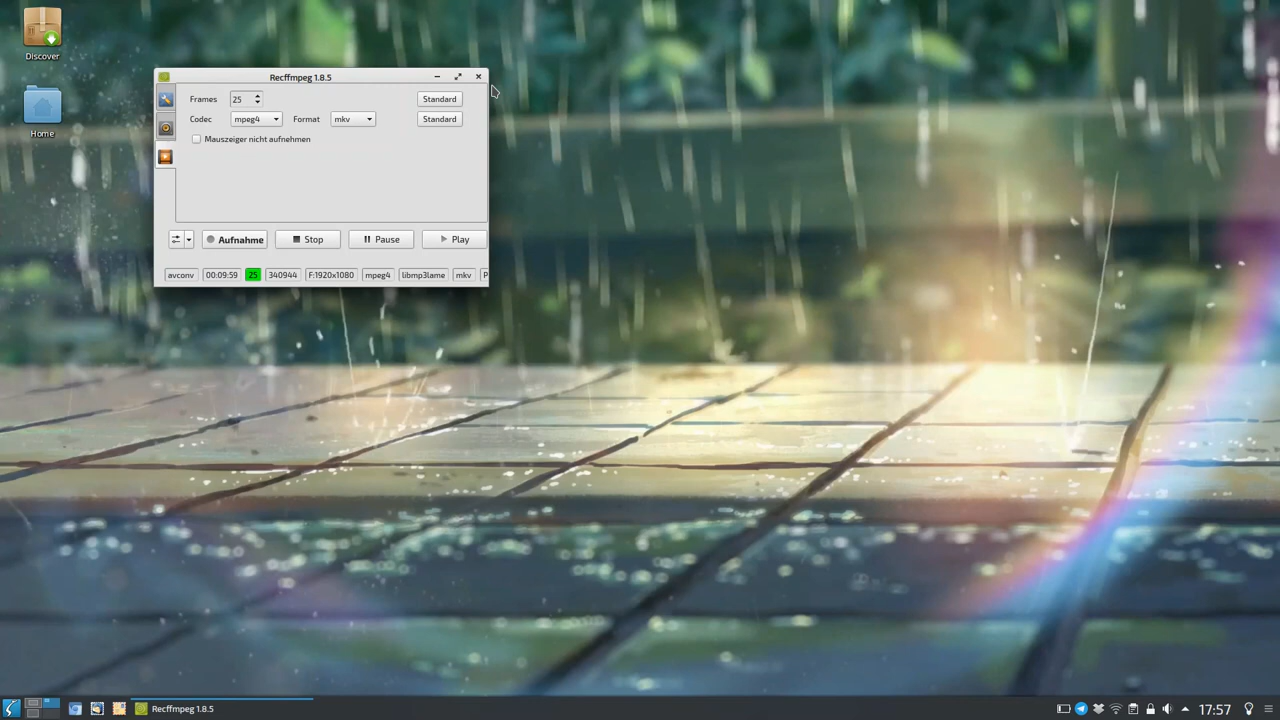 Discover
Home
Recffmpeg 1.8.5
Frames 25 Standard
Codec mpeg4 Format mkv Standard
Mauszeiger nicht aufnehmen
Aufnahme Stop Pause Play
avconv 00:09:59 25 340944 F:1920x1080 mpeg4 libmp3lame mkv P
Recffmpeg 1.8.5 17:57